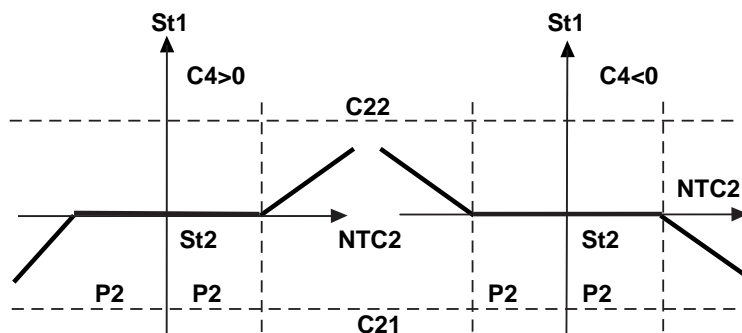 St1 St1
C4>0 C4<0
C22
NTC2
St2 NTC2 St2
P2 P2 P2 P2
C21